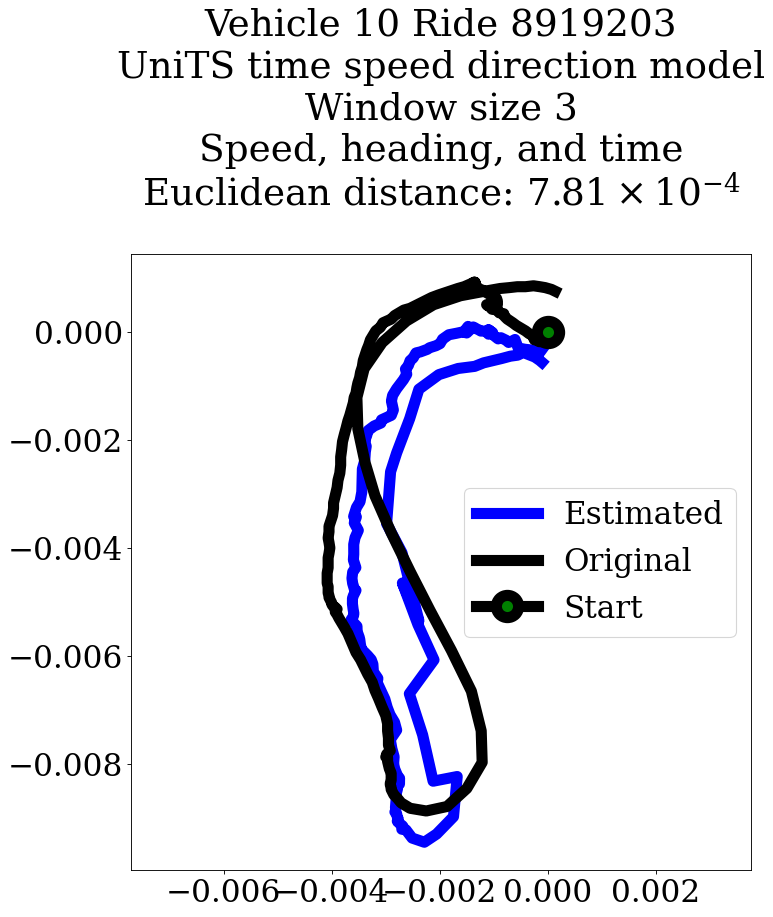 Vehicle 10 Ride 8919203
UniTS time speed direction model
Window size 3
Speed, heading, and time
Euclidean distance: 7.81 × 10⁻⁴
0.000
−0.002
−0.004
−0.006
−0.008
Estimated
Original
Start
−0.006 −0.004 −0.002 0.000 0.002